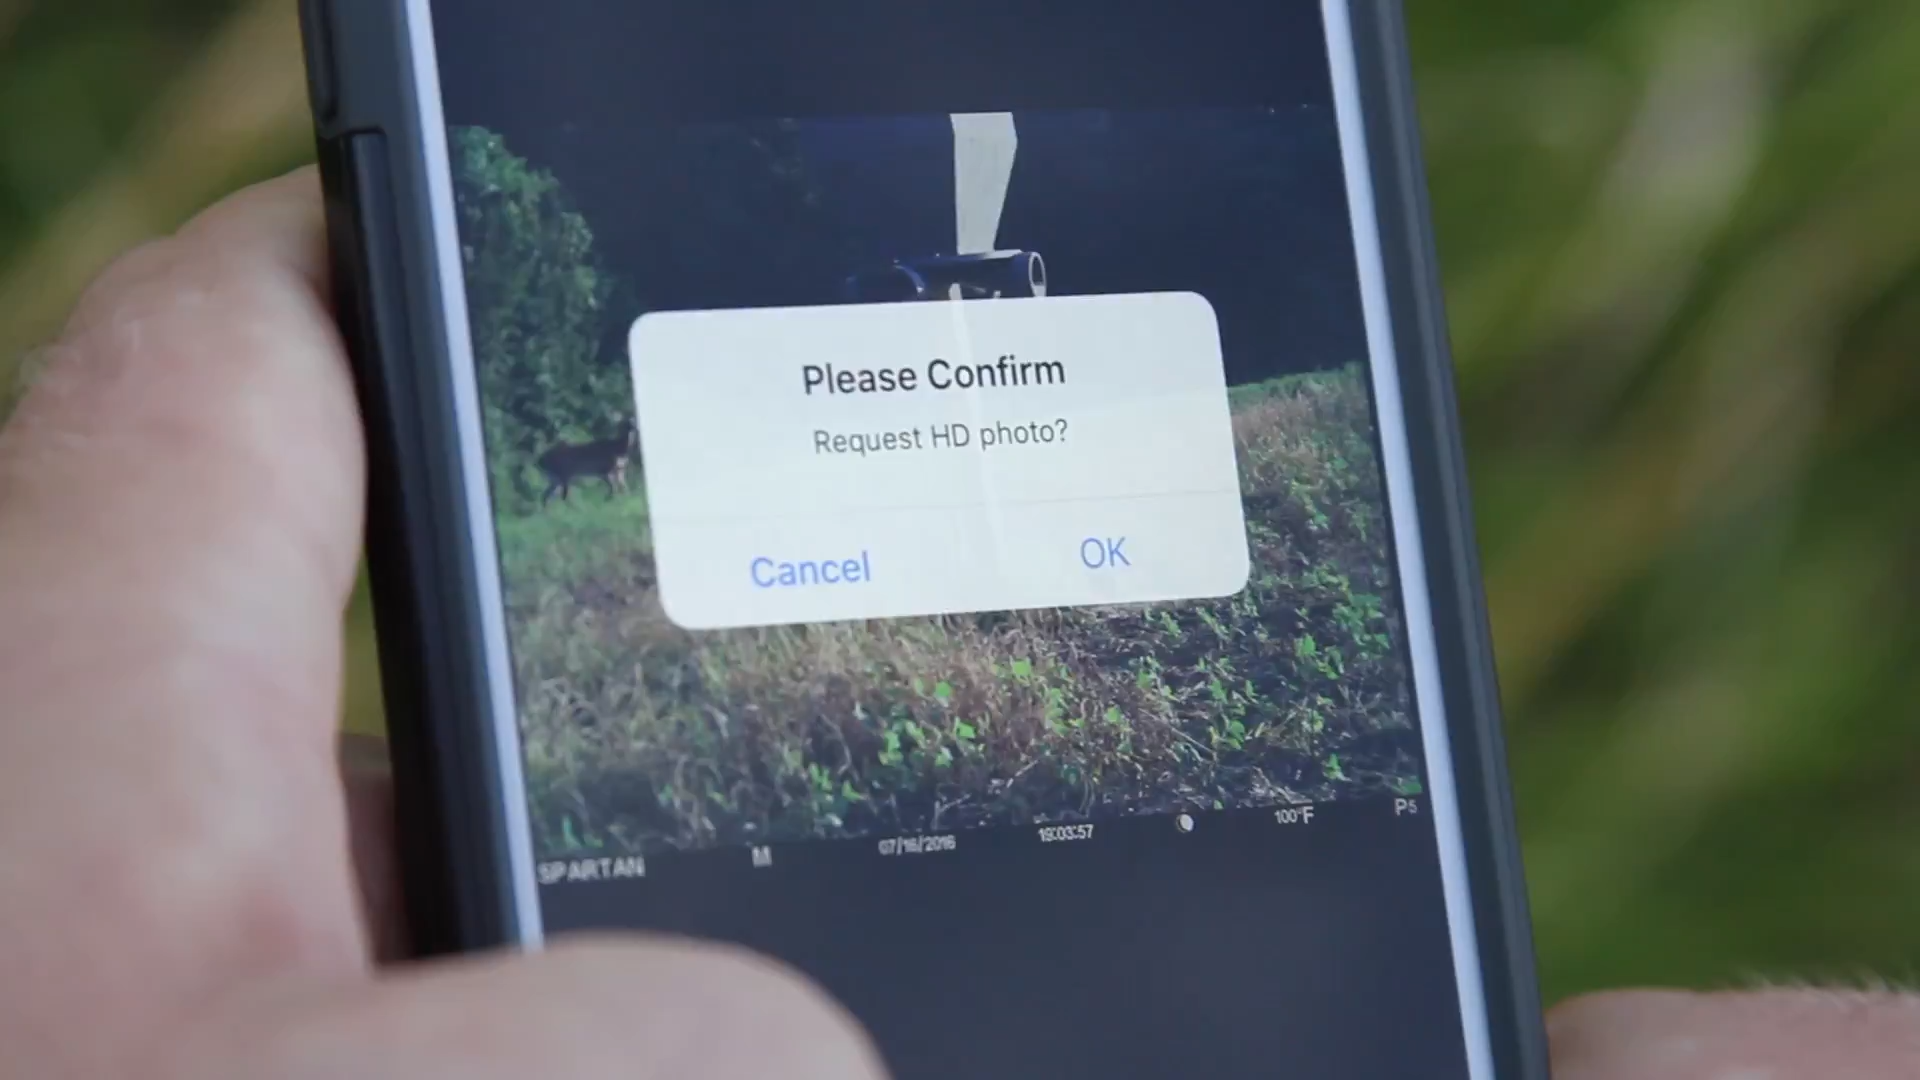 Please Confirm
Request HD photo?
Cancel OK
SPARTAN M 07/16/2016 19:03:57 100°F P5